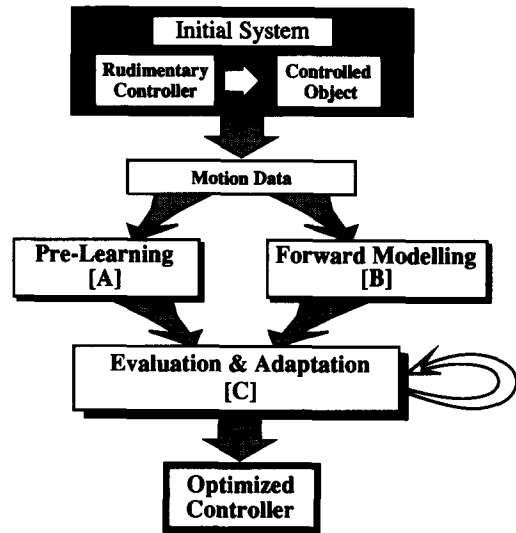 Initial System
Rudimentary
Controller
Controlled
Object
Motion Data
Pre-Learning
[A]
Forward Modelling
[B]
Evaluation & Adaptation
[C]
Optimized
Controller